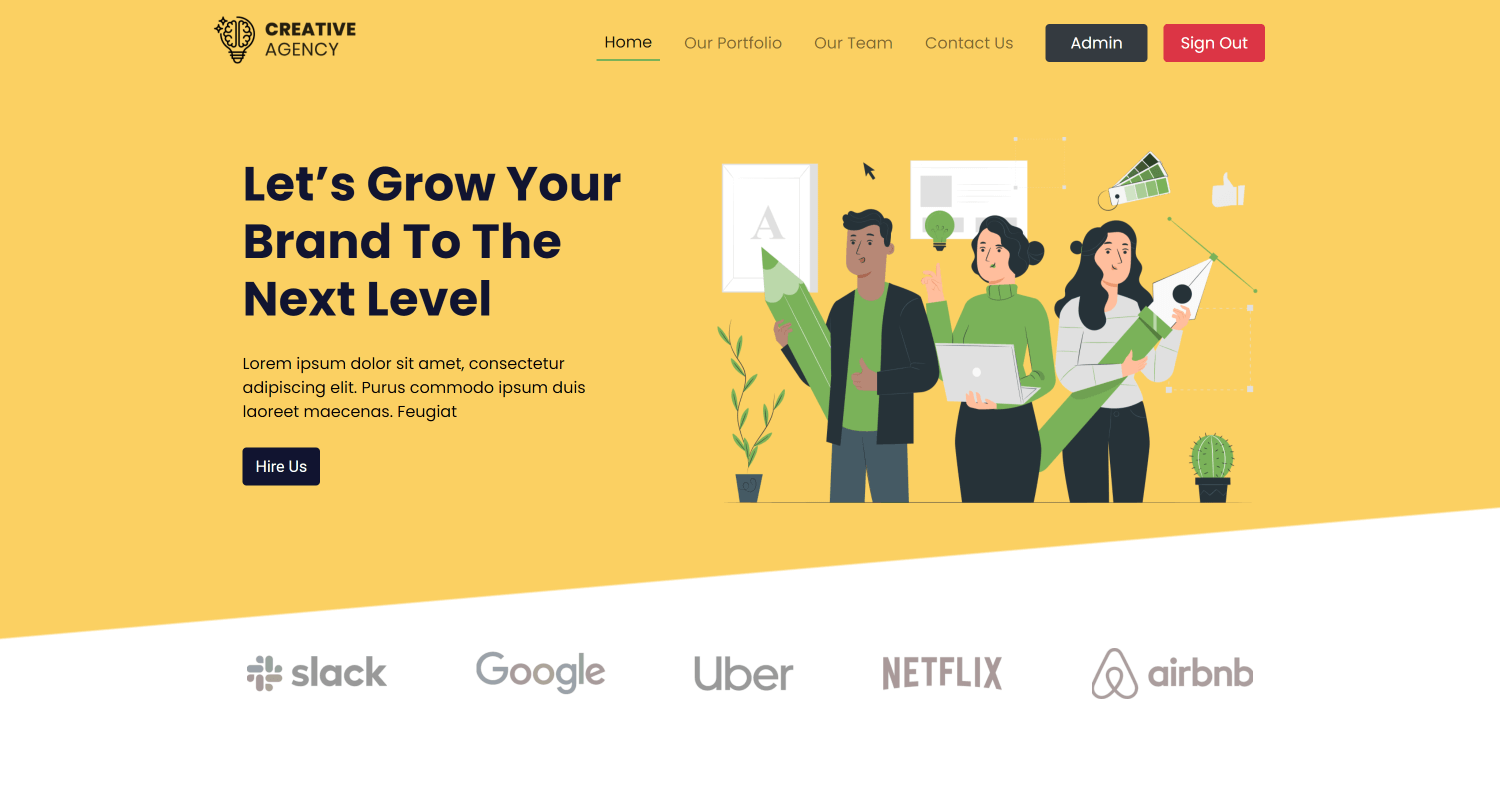 CREATIVE
AGENCY
Home Our Portfolio Our Team Contact Us Admin Sign Out
Let’s Grow Your
Brand To The
Next Level
Lorem ipsum dolor sit amet, consectetur
adipiscing elit. Purus commodo ipsum duis
laoreet maecenas. Feugiat
Hire Us
A
slack Google Uber NETFLIX airbnb